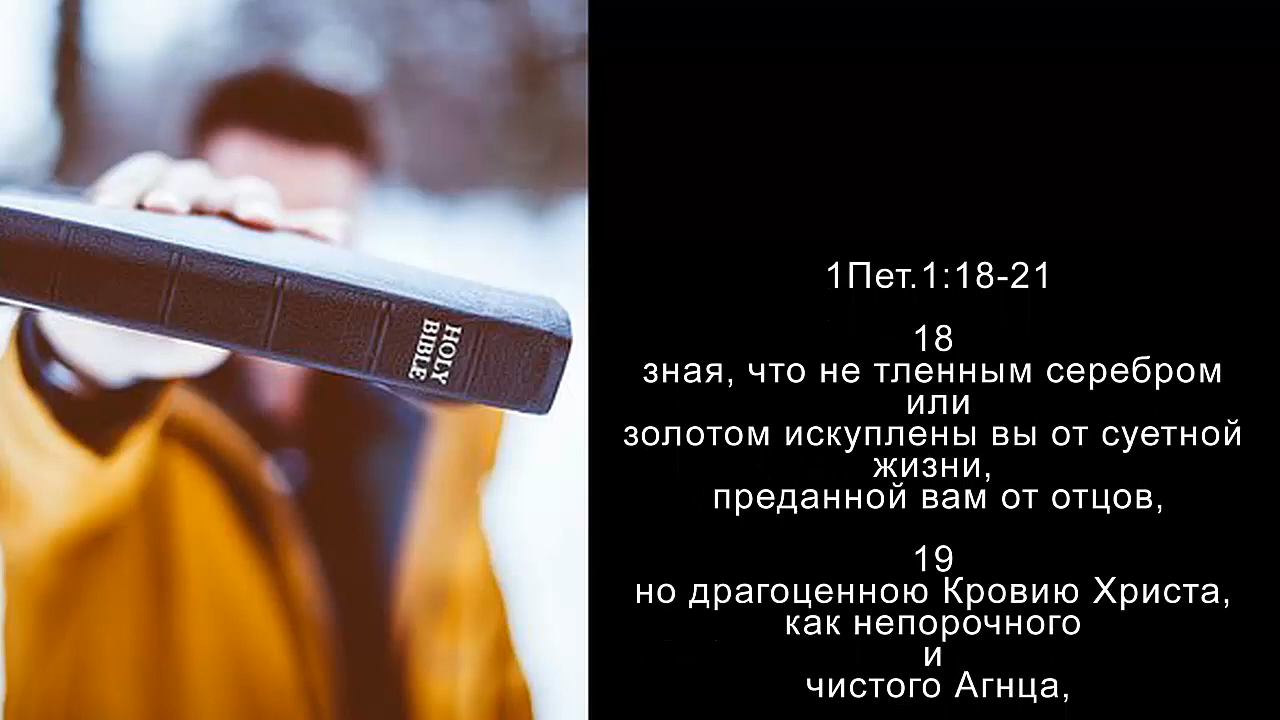 HOLY
BIBLE
1Пет.1:18-21
18
зная, что не тленным серебром
или
золотом искуплены вы от суетной
жизни,
преданной вам от отцов,
19
но драгоценною Кровию Христа,
как непорочного
и
чистого Агнца,